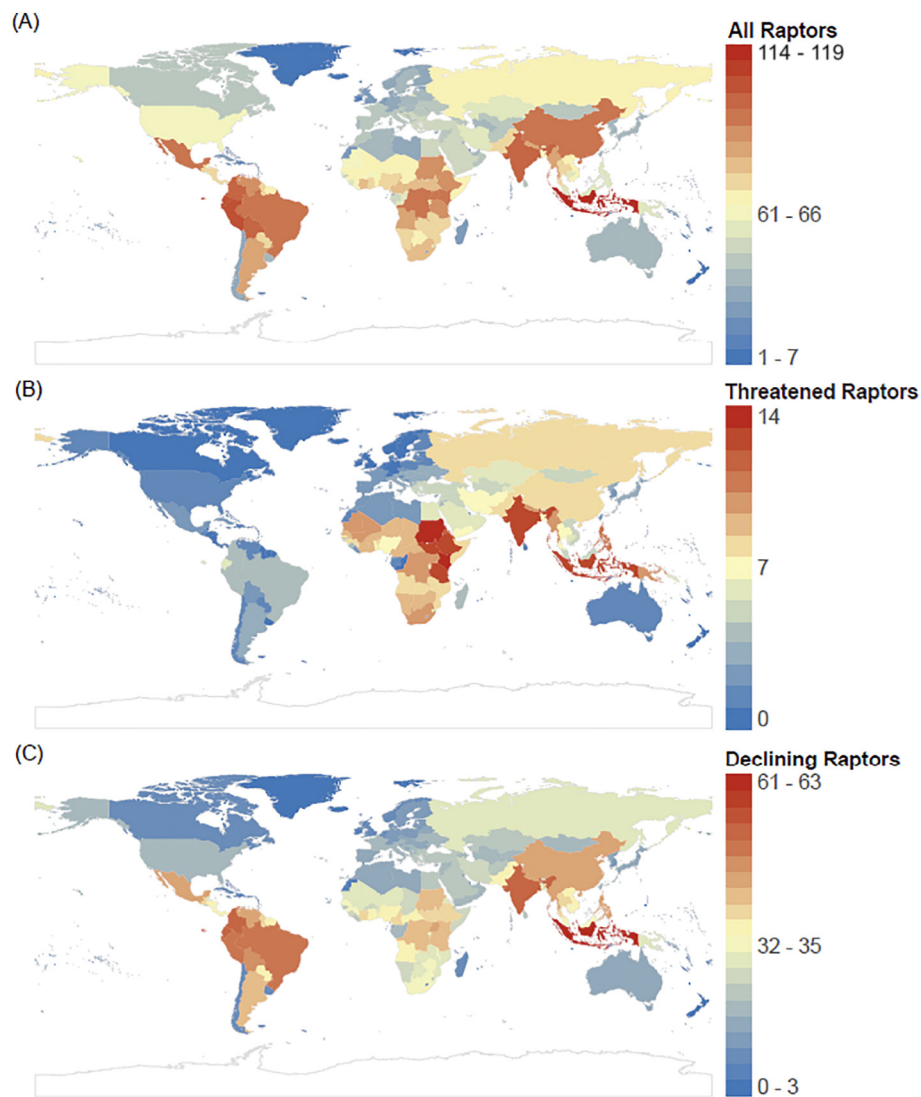 (A)
All Raptors
114 - 119
61 - 66
1 - 7
(B)
Threatened Raptors
14
7
0
(C)
Declining Raptors
61 - 63
32 - 35
0 - 3